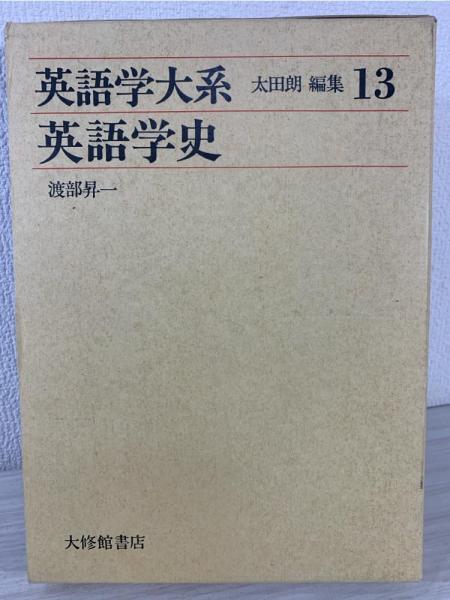 英語学大系 太田朗 編集 13
英語学史
渡部昇一
大修館書店